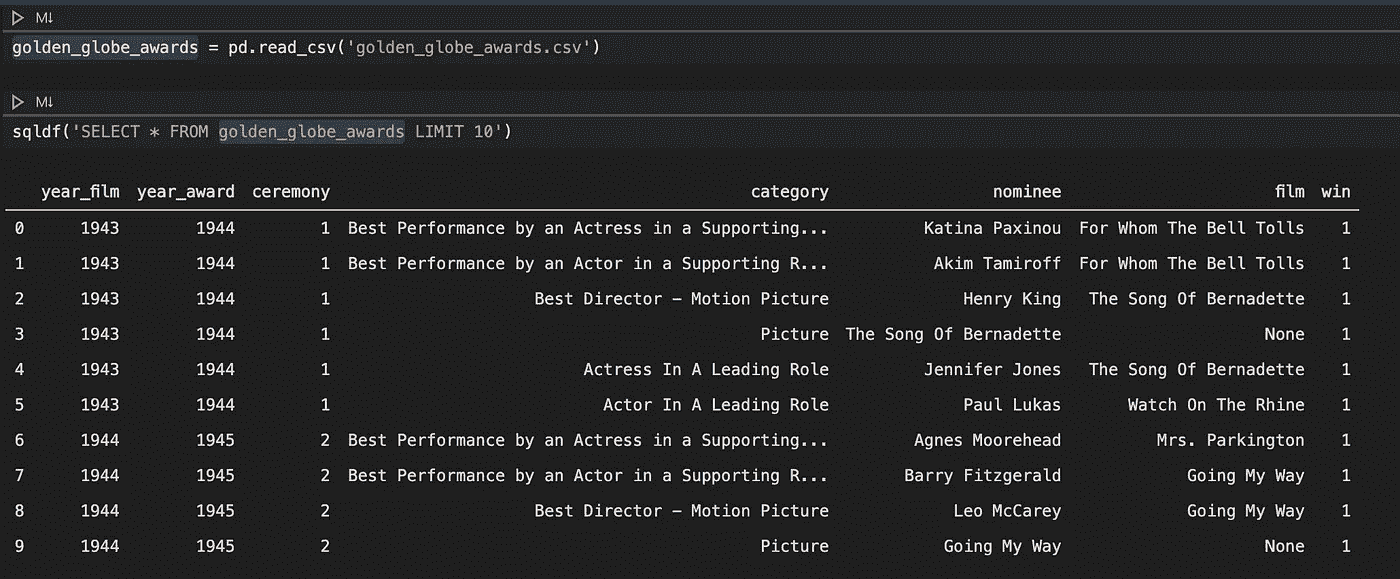 M↓
golden_globe_awards = pd.read_csv('golden_globe_awards.csv')
M↓
sqldf('SELECT * FROM golden_globe_awards LIMIT 10')
year_film year_award ceremony category nominee film win
0 1943 1944 1 Best Performance by an Actress in a Supporting... Katina Paxinou For Whom The Bell Tolls 1
1 1943 1944 1 Best Performance by an Actor in a Supporting R... Akim Tamiroff For Whom The Bell Tolls 1
2 1943 1944 1 Best Director – Motion Picture Henry King The Song Of Bernadette 1
3 1943 1944 1 Picture The Song Of Bernadette None 1
4 1943 1944 1 Actress In A Leading Role Jennifer Jones The Song Of Bernadette 1
5 1943 1944 1 Actor In A Leading Role Paul Lukas Watch On The Rhine 1
6 1944 1945 2 Best Performance by an Actress in a Supporting... Agnes Moorehead Mrs. Parkington 1
7 1944 1945 2 Best Performance by an Actor in a Supporting R... Barry Fitzgerald Going My Way 1
8 1944 1945 2 Best Director – Motion Picture Leo McCarey Going My Way 1
9 1944 1945 2 Picture Going My Way None 1